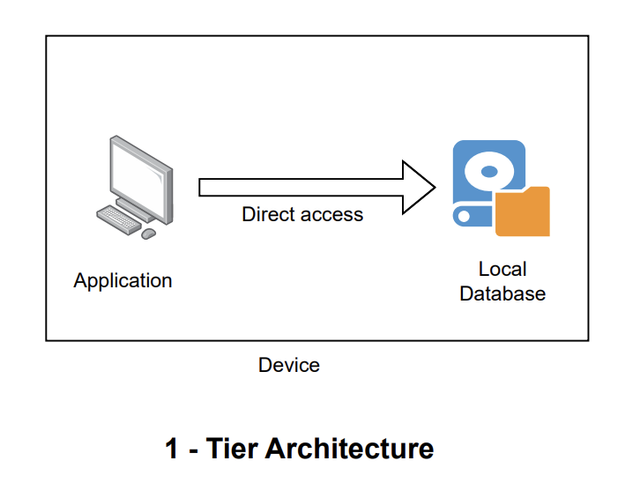 Direct access
Application
Local
Database
Device
1 - Tier Architecture